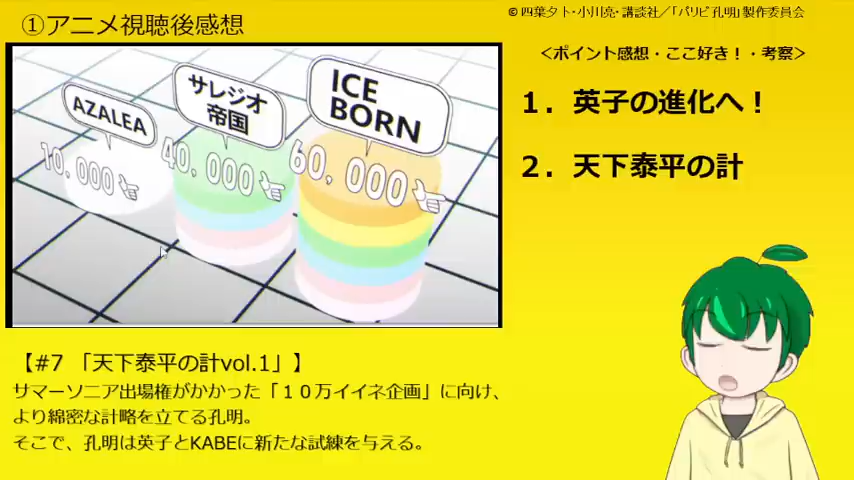 ①アニメ視聴後感想
© 四葉夕ト・小川亮・講談社／「パリピ孔明」製作委員会
＜ポイント感想・ここ好き！・考察＞
１．英子の進化へ！
２．天下泰平の計
AZALEA
10,000
サレジオ
帝国
40,000
ICE
BORN
60,000
【#7 「天下泰平の計vol.1」】
サマーソニア出場権がかかった「１０万イイネ企画」に向け、
より綿密な計略を立てる孔明。
そこで、孔明は英子とKABEに新たな試練を与える。